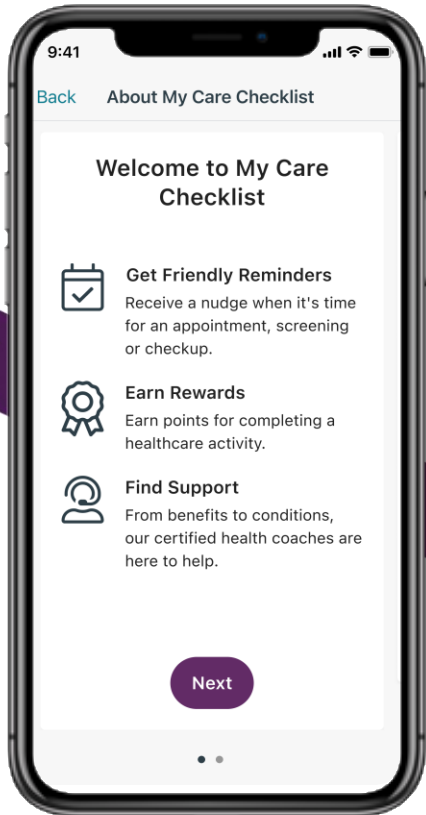 9:41
Back About My Care Checklist
Welcome to My Care
Checklist
Get Friendly Reminders
Receive a nudge when it's time
for an appointment, screening
or checkup.
Earn Rewards
Earn points for completing a
healthcare activity.
Find Support
From benefits to conditions,
our certified health coaches are
here to help.
Next